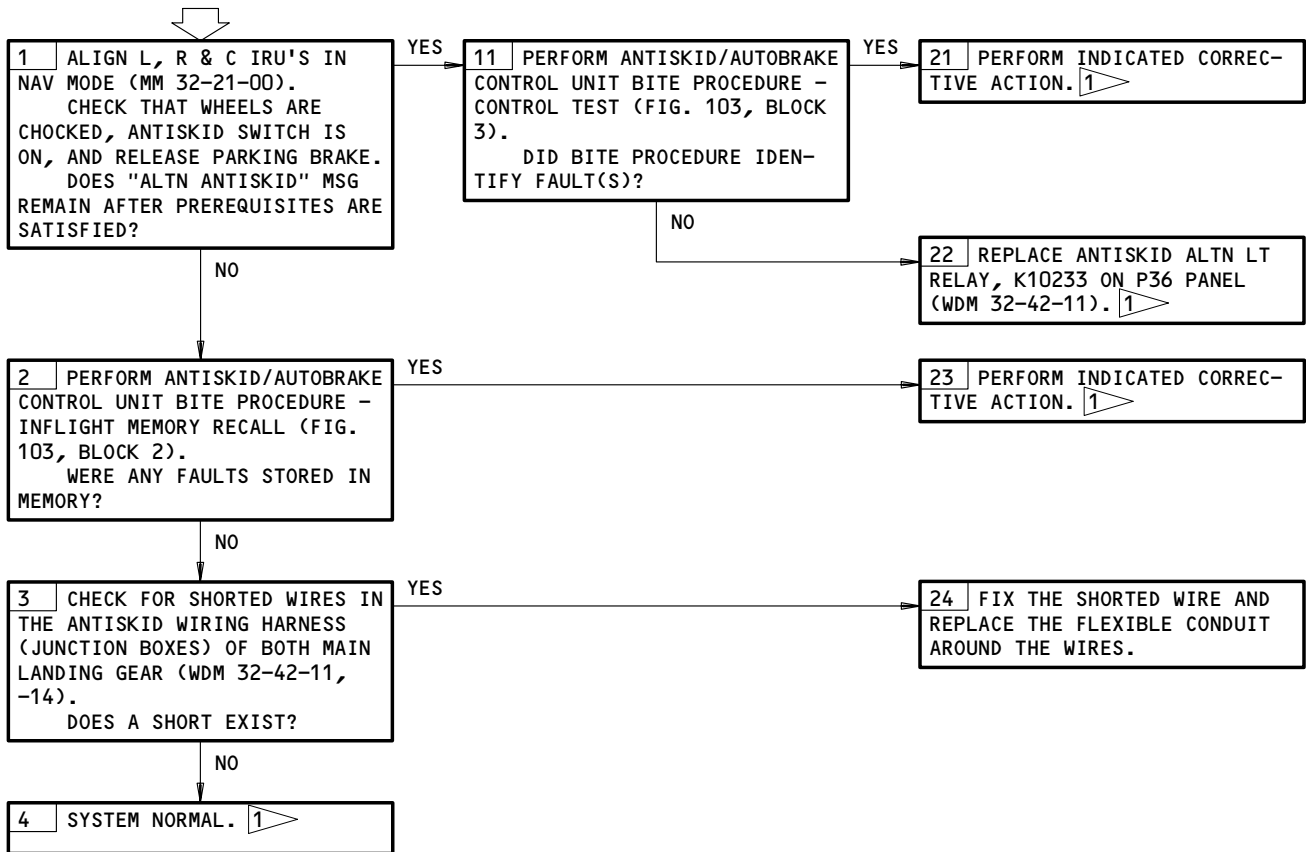 1 ALIGN L, R & C IRU'S IN
NAV MODE (MM 32-21-00).
CHECK THAT WHEELS ARE
CHOCKED, ANTISKID SWITCH IS
ON, AND RELEASE PARKING BRAKE.
DOES "ALTN ANTISKID" MSG
REMAIN AFTER PREREQUISITES ARE
SATISFIED?
YES
11 PERFORM ANTISKID/AUTOBRAKE
CONTROL UNIT BITE PROCEDURE -
CONTROL TEST (FIG. 103, BLOCK
3).
DID BITE PROCEDURE IDEN-
TIFY FAULT(S)?
YES
21 PERFORM INDICATED CORREC-
TIVE ACTION. 1
NO
22 REPLACE ANTISKID ALTN LT
RELAY, K10233 ON P36 PANEL
(WDM 32-42-11). 1
NO
2 PERFORM ANTISKID/AUTOBRAKE
CONTROL UNIT BITE PROCEDURE -
INFLIGHT MEMORY RECALL (FIG.
103, BLOCK 2).
WERE ANY FAULTS STORED IN
MEMORY?
YES
23 PERFORM INDICATED CORREC-
TIVE ACTION. 1
NO
3 CHECK FOR SHORTED WIRES IN
THE ANTISKID WIRING HARNESS
(JUNCTION BOXES) OF BOTH MAIN
LANDING GEAR (WDM 32-42-11,
-14).
DOES A SHORT EXIST?
YES
24 FIX THE SHORTED WIRE AND
REPLACE THE FLEXIBLE CONDUIT
AROUND THE WIRES.
NO
4 SYSTEM NORMAL. 1